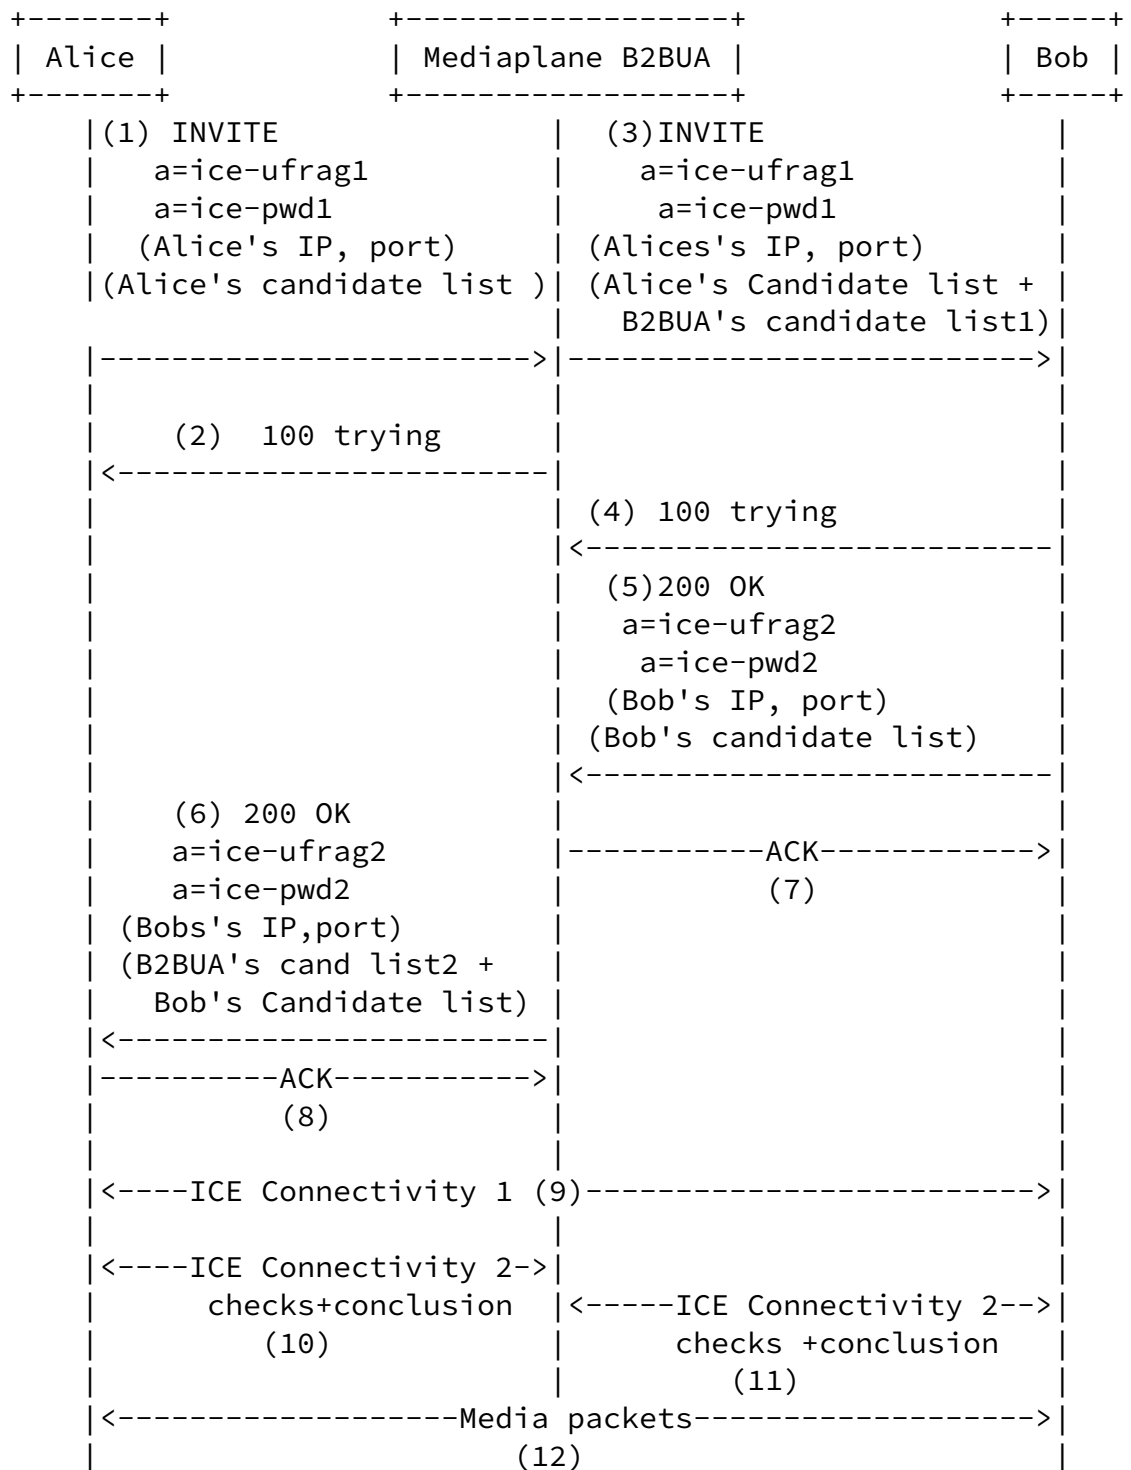 Alice Mediaplane B2BUA Bob
(1) INVITE (3)INVITE
a=ice-ufrag1 a=ice-ufrag1
a=ice-pwd1 a=ice-pwd1
(Alice's IP, port) (Alices's IP, port)
(Alice's candidate list ) (Alice's Candidate list +
B2BUA's candidate list1)
(2) 100 trying
(4) 100 trying
(5)200 OK
a=ice-ufrag2
a=ice-pwd2
(Bob's IP, port)
(Bob's candidate list)
(6) 200 OK
a=ice-ufrag2 ACK
a=ice-pwd2 (7)
(Bobs's IP,port)
(B2BUA's cand list2 +
Bob's Candidate list)
ACK
(8)
ICE Connectivity 1 (9)
ICE Connectivity 2
checks+conclusion ICE Connectivity 2
(10) checks +conclusion
(11)
Media packets
(12)